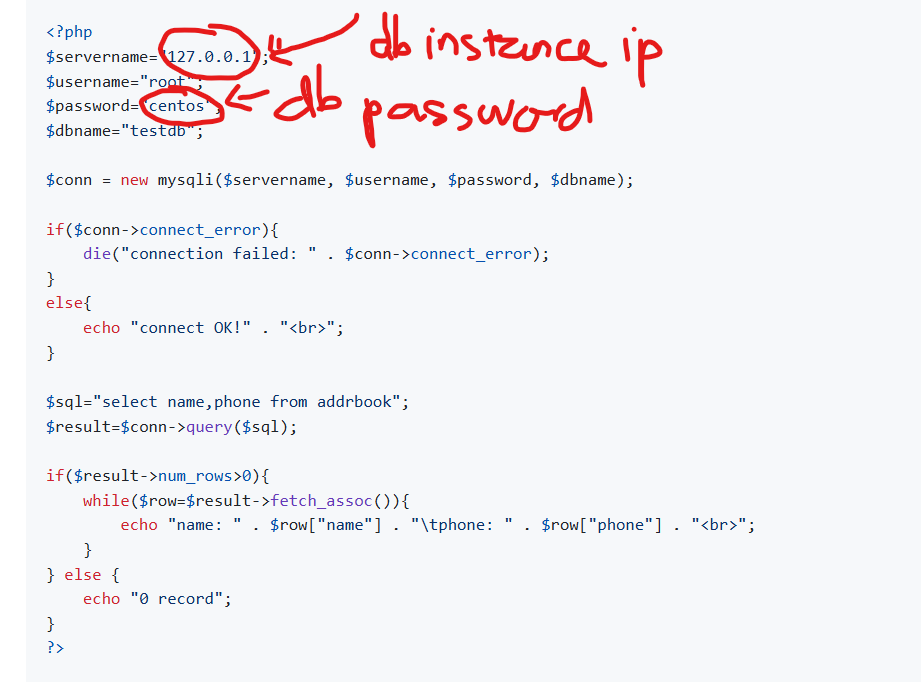 <?php
$servername="127.0.0.1";
db instance ip
$username="root";
$password="centos";
db password
$dbname="testdb";
$conn = new mysqli($servername, $username, $password, $dbname);
if($conn->connect_error){
die("connection failed: " . $conn->connect_error);
}
else{
echo "connect OK!" . "<br>";
}
$sql="select name,phone from addrbook";
$result=$conn->query($sql);
if($result->num_rows>0){
while($row=$result->fetch_assoc()){
echo "name: " . $row["name"] . "\tphone: " . $row["phone"] . "<br>";
}
} else {
echo "0 record";
}
?>